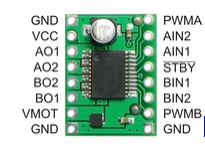 GND PWMA
VCC AIN2
AO1 AIN1
AO2 STBY
BO2 BIN1
BO1 BIN2
VMOT PWMB
GND GND